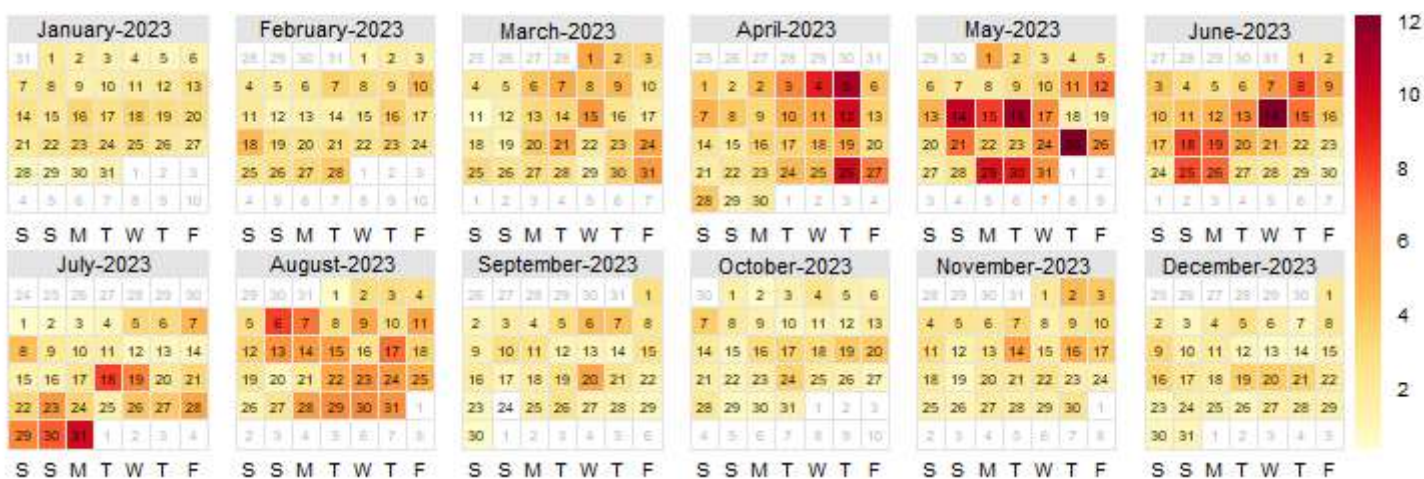 January-2023
31 1 2 3 4 5 6
7 8 9 10 11 12 13
14 15 16 17 18 19 20
21 22 23 24 25 26 27
28 29 30 31 1 2 3
4 5 6 7 8 9 10
S S M T W T F
February-2023
28 29 30 31 1 2 3
4 5 6 7 8 9 10
11 12 13 14 15 16 17
18 19 20 21 22 23 24
25 26 27 28 1 2 3
4 5 6 7 8 9 10
S S M T W T F
March-2023
25 26 27 28 1 2 3
4 5 6 7 8 9 10
11 12 13 14 15 16 17
18 19 20 21 22 23 24
25 26 27 28 29 30 31
1 2 3 4 5 6 7
S S M T W T F
April-2023
25 26 27 28 29 30 31
1 2 2 3 4 5 6
7 8 9 10 11 12 13
14 15 16 17 18 19 20
21 22 23 24 25 26 27
28 29 30 1 2 3 4
S S M T W T F
May-2023
29 30 1 2 3 4 5
6 7 8 9 10 11 12
13 14 15 16 17 18 19
20 21 22 23 24 25 26
27 28 29 30 31 1 2
3 4 5 6 7 8 9
S S M T W T F
June-2023
27 28 29 30 31 1 2
3 4 5 6 7 8 9
10 11 12 13 14 15 16
17 18 19 20 21 22 23
24 25 26 27 28 29 30
1 2 3 4 5 6 7
S S M T W T F
12
10
8
6
4
2
July-2023
24 25 26 27 28 29 30
1 2 3 4 5 6 7
8 9 10 11 12 13 14
15 16 17 18 19 20 21
22 23 24 25 26 27 28
29 30 31 1 2 3 4
S S M T W T F
August-2023
29 30 31 1 2 3 4
5 6 7 8 9 10 11
12 13 14 15 16 17 18
19 20 21 22 23 24 25
26 27 28 29 30 31 1
2 3 4 5 6 7 8
S S M T W T F
September-2023
26 27 28 29 30 31 1
2 3 4 5 6 7 8
9 10 11 12 13 14 15
16 17 18 19 20 21 22
23 24 25 26 27 28 29
30 1 2 3 4 5 6
S S M T W T F
October-2023
30 1 2 3 4 5 6
7 8 9 10 11 12 13
14 15 16 17 18 19 20
21 22 23 24 25 26 27
28 29 30 31 1 2 3
4 5 6 7 8 9 10
S S M T W T F
November-2023
28 29 30 31 1 2 3
4 5 6 7 8 9 10
11 12 13 14 15 16 17
18 19 20 21 22 23 24
25 26 27 28 29 30 1
2 3 4 5 6 7 8
S S M T W T F
December-2023
25 26 27 28 29 30 1
2 3 4 5 6 7 8
9 10 11 12 13 14 15
16 17 18 19 20 21 22
23 24 25 26 27 28 29
30 31 1 2 3 4 5
S S M T W T F